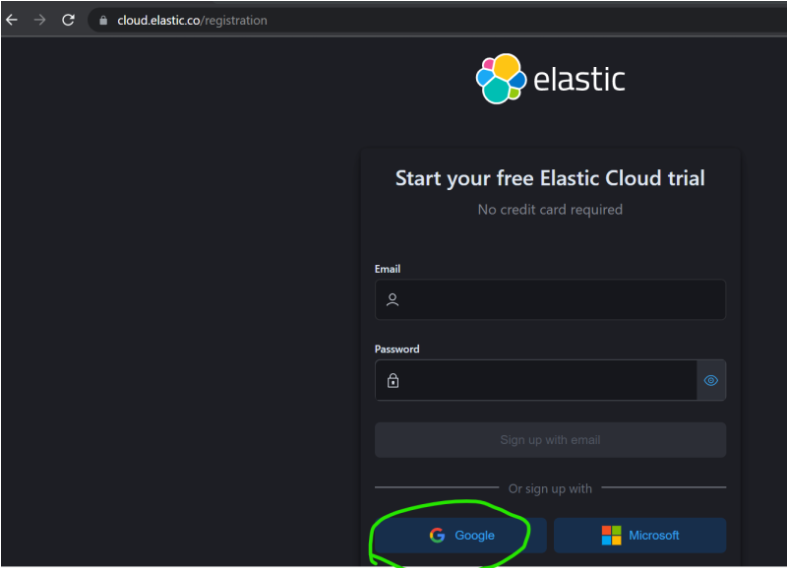 cloud.elastic.co/registration
elastic
Start your free Elastic Cloud trial
No credit card required
Email
Password
Sign up with email
Or sign up with
Google
Microsoft